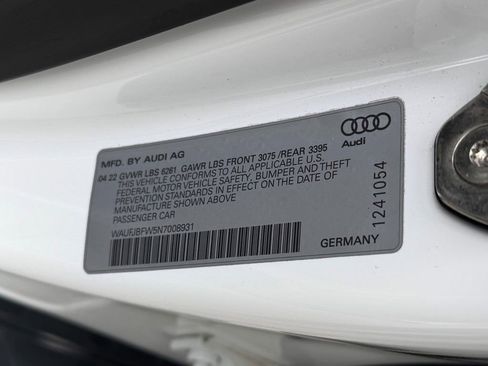 MFD. BY AUDI AG
04 22 GVWR LBS 6261 GAWR LBS FRONT 3075 /REAR 3395
THIS VEHICLE CONFORMS TO ALL APPLICABLE U.S.
FEDERAL MOTOR VEHICLE SAFETY, BUMPER AND THEFT
PREVENTION STANDARDS IN EFFECT ON THE DATE OF
MANUFACTURE SHOWN ABOVE.
PASSENGER CAR
WAUFJBFW5N7008931
GERMANY
Audi
1241054